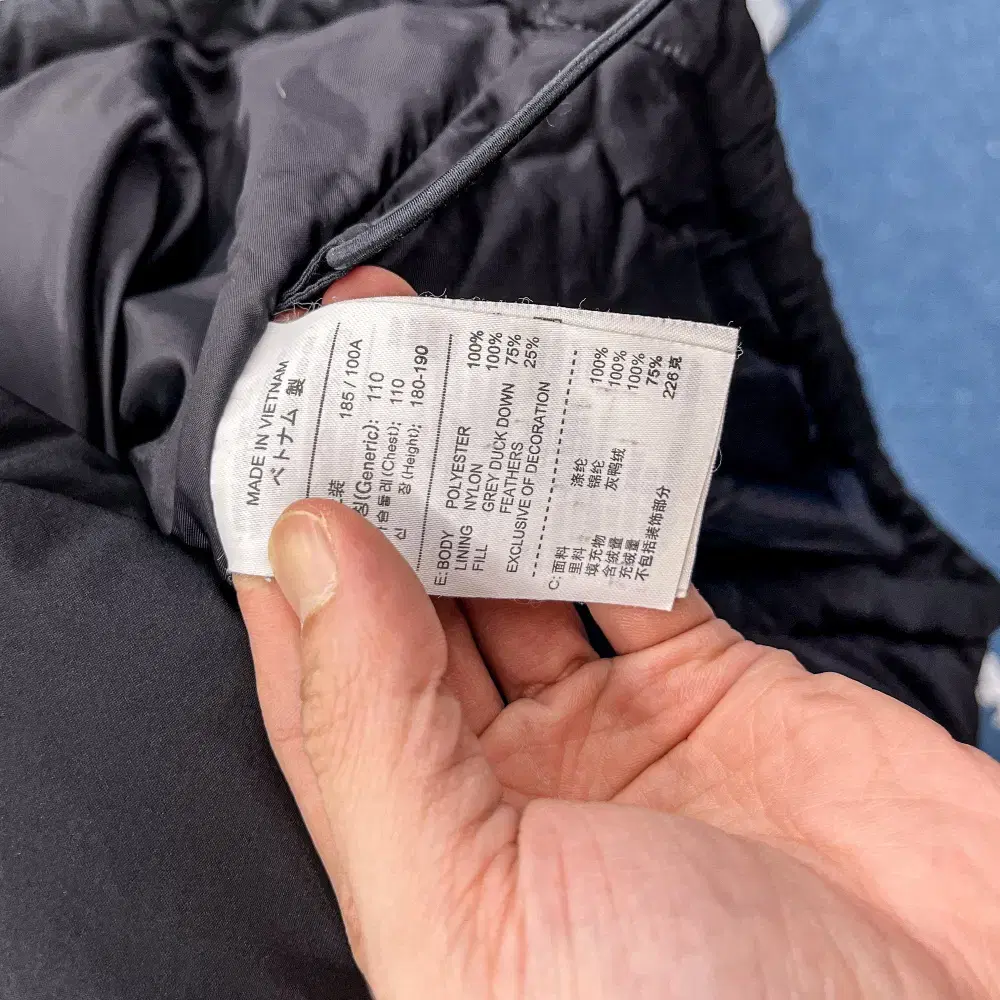 MADE IN VIETNAM
ベトナム 製
185 / 100A
(Generic); 110
(Chest); 110
장 (Height); 180-190
신
E: BODY POLYESTER 100%
LINING NYLON 100%
FILL GREY DUCK DOWN 75%
FEATHERS 25%
EXCLUSIVE OF DECORATION
C: 面料 涤纶 100%
里料 锦纶 100%
填充物 灰鸭绒 100%
含绒量 75%
充绒量 226克
不包括装饰部分